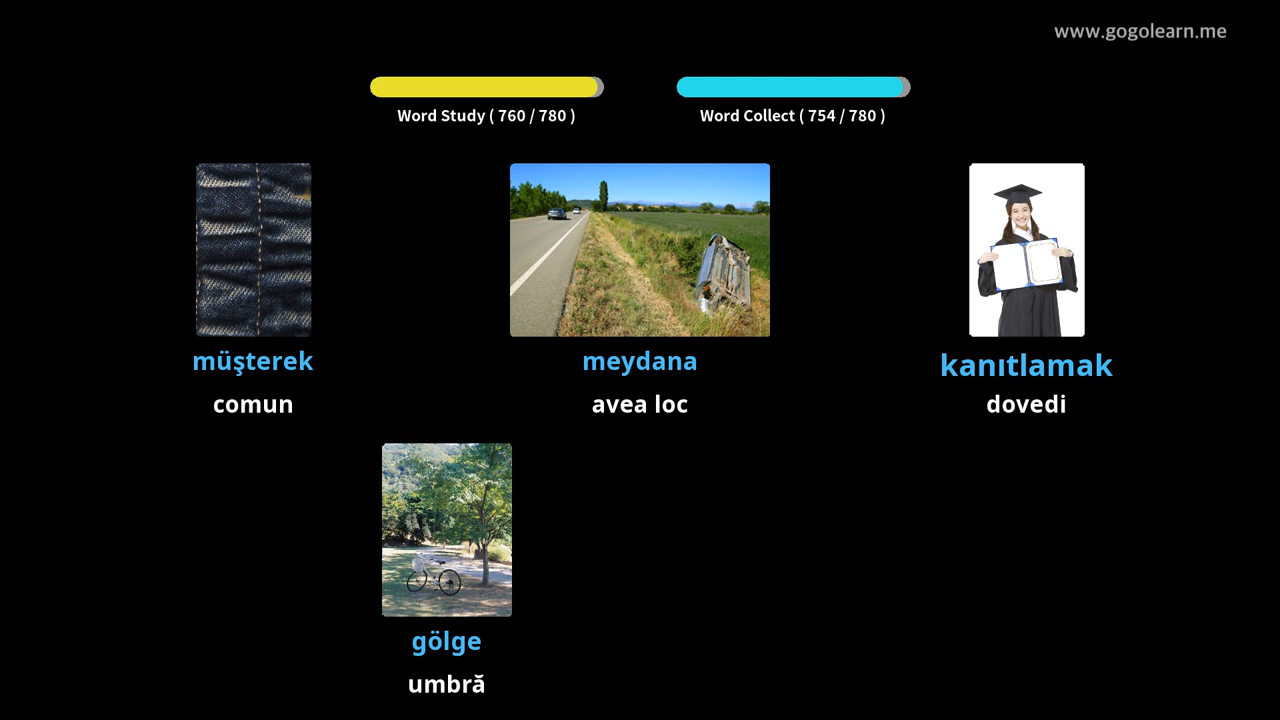 www.gogolearn.me
Word Study ( 760 / 780 )
Word Collect ( 754 / 780 )
müşterek
meydana
kanıtlamak
comun
avea loc
dovedi
gölge
umbră